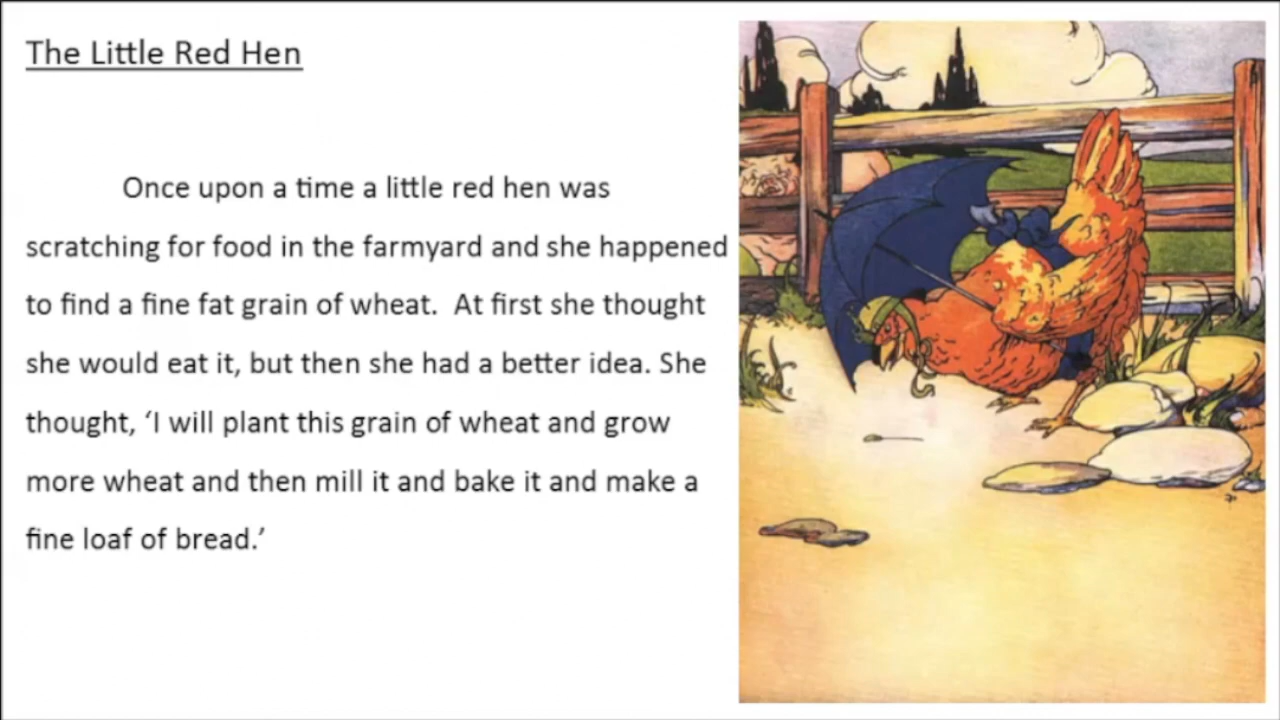 The Little Red Hen
Once upon a time a little red hen was
scratching for food in the farmyard and she happened
to find a fine fat grain of wheat.  At first she thought
she would eat it, but then she had a better idea. She
thought, ‘I will plant this grain of wheat and grow
more wheat and then mill it and bake it and make a
fine loaf of bread.’